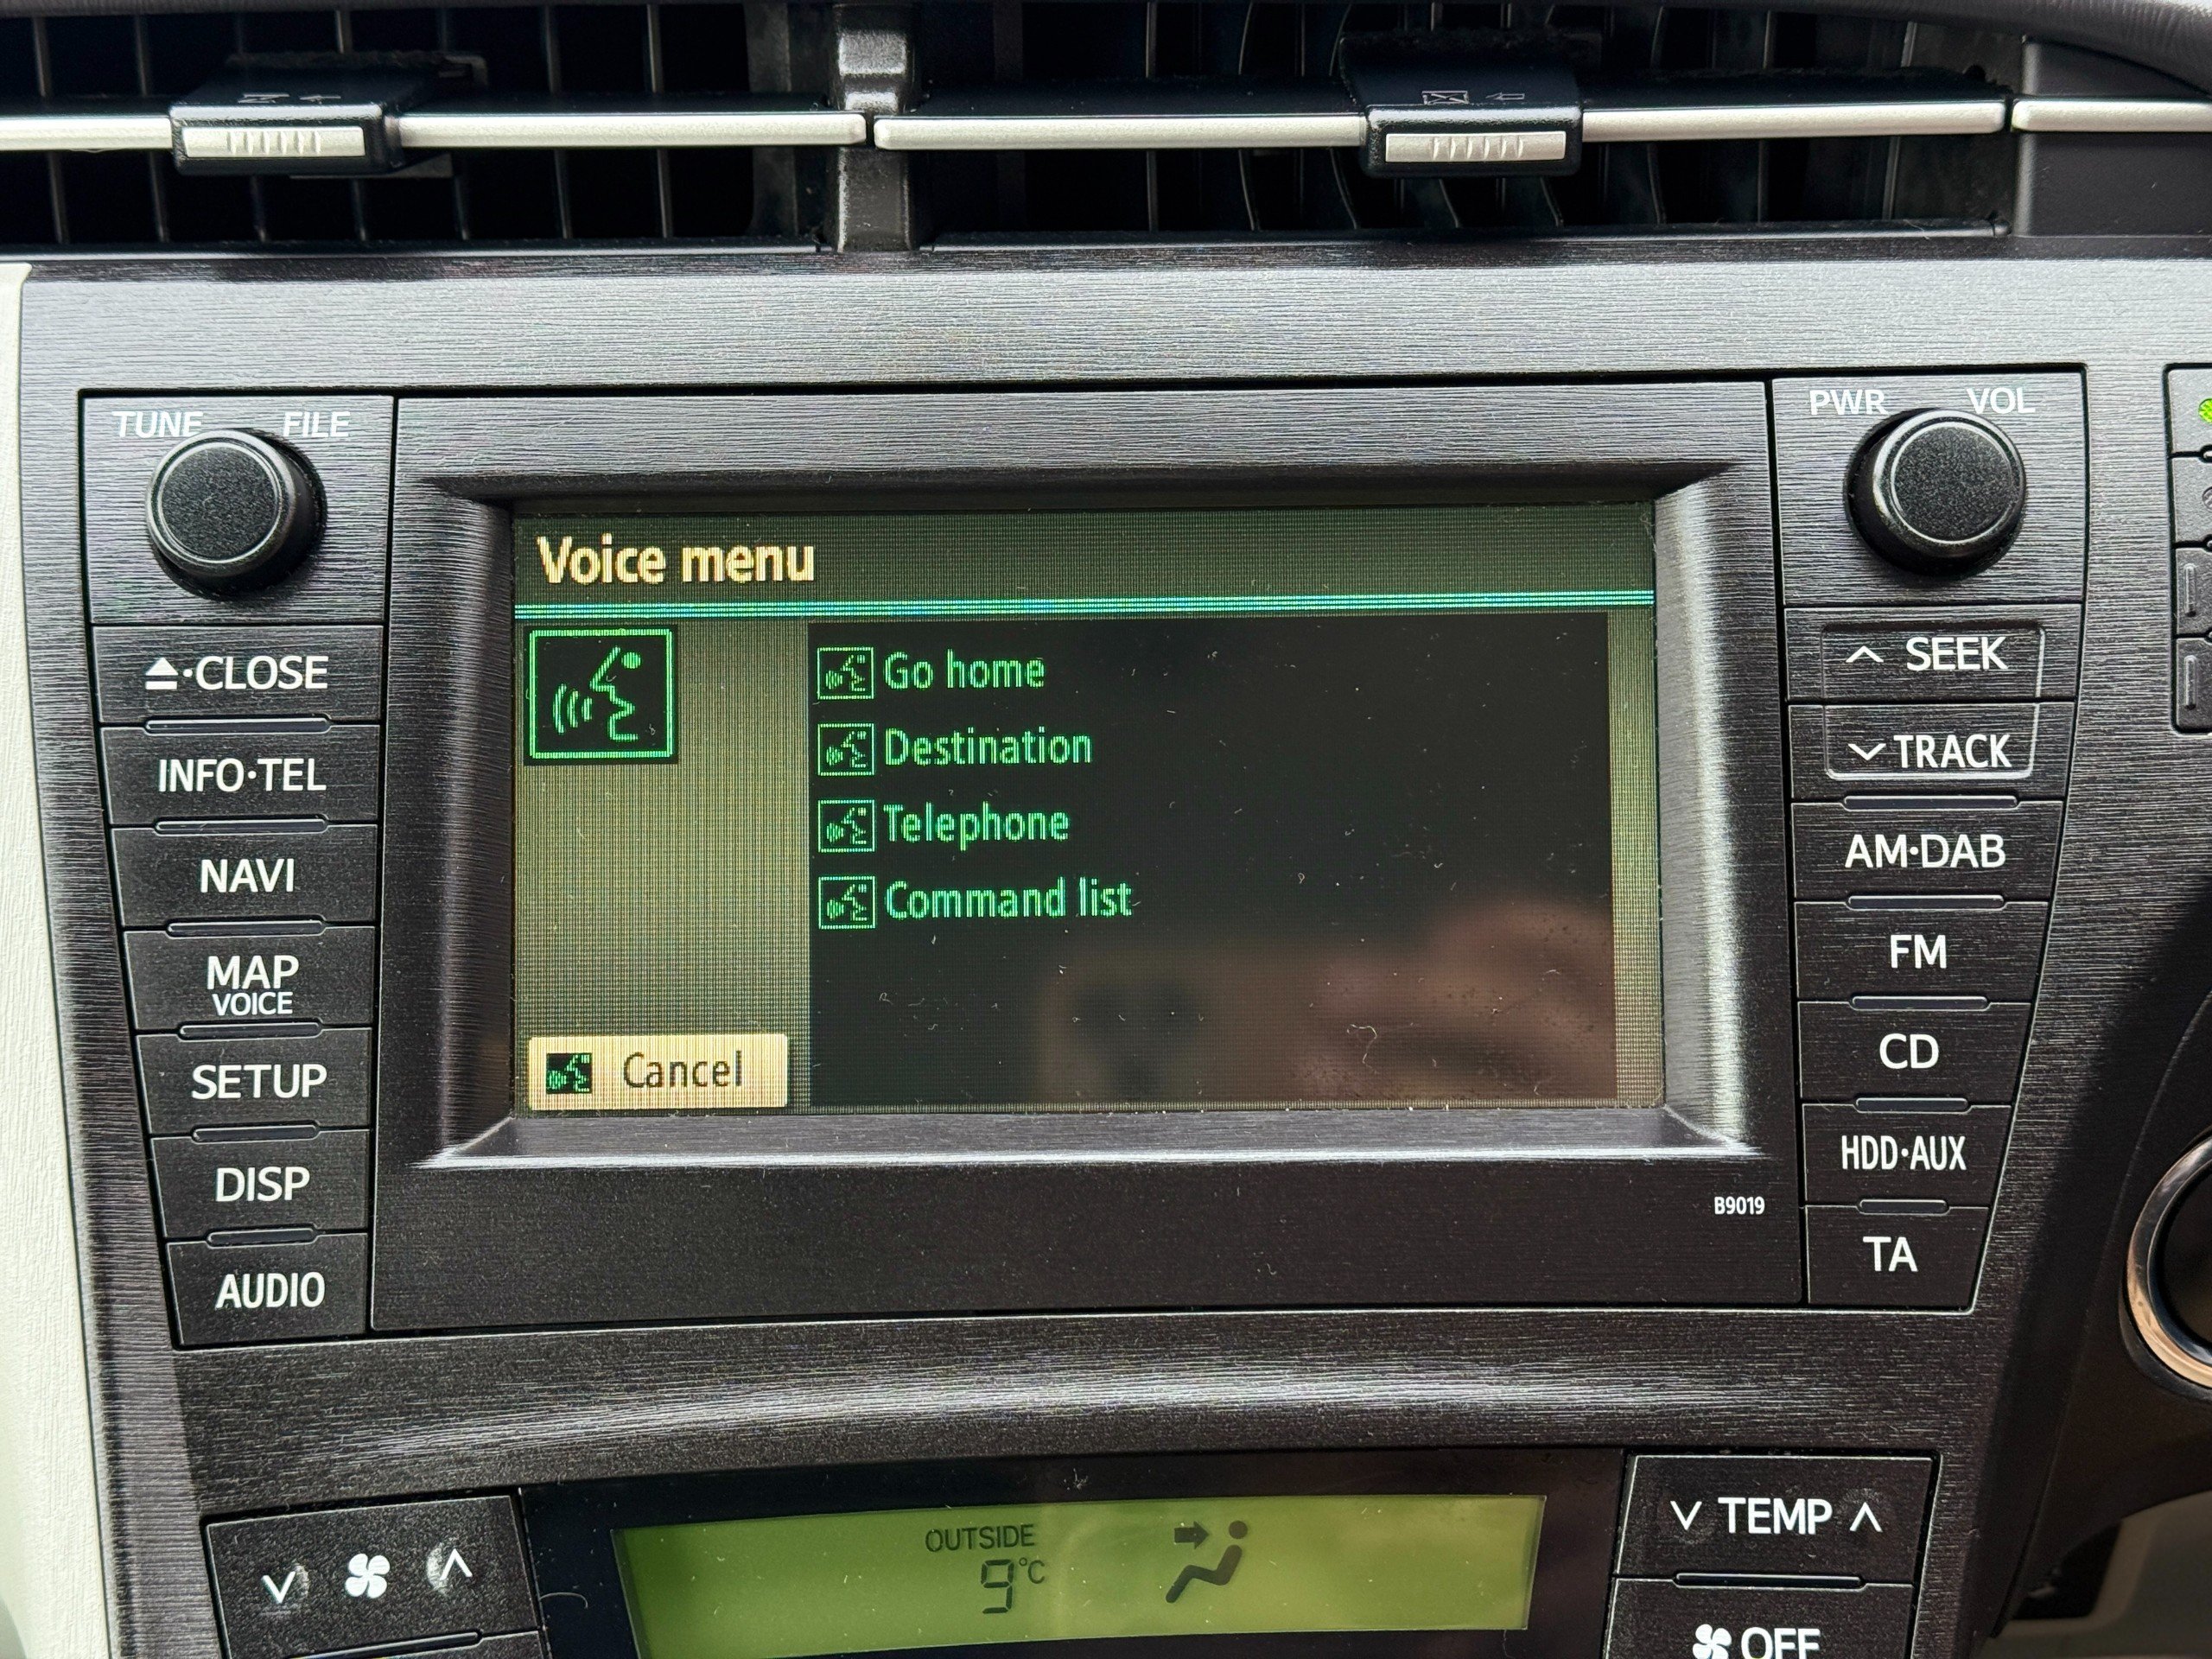 TUNE FILE
PWR VOL
Voice menu
Go home
Destination
Telephone
Command list
Cancel
CLOSE
INFO·TEL
NAVI
MAP
VOICE
SETUP
DISP
AUDIO
SEEK
TRACK
AM·DAB
FM
CD
HDD·AUX
TA
B9019
OUTSIDE
9°C
TEMP
OFF